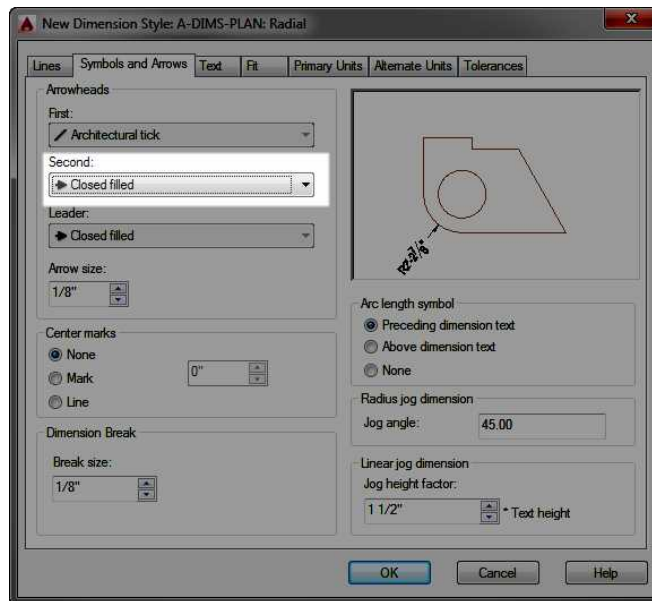 New Dimension Style: A-DIMS-PLAN: Radial
Lines
Symbols and Arrows
Text
Fit
Primary Units
Alternate Units
Tolerances
Arrowheads
First:
Architectural tick
Second:
Closed filled
Leader:
Closed filled
Arrow size:
1/8"
Center marks
None
Mark
Line
0"
Dimension Break
Break size:
1/8"
Arc length symbol
Preceding dimension text
Above dimension text
None
Radius jog dimension
Jog angle:
45.00
Linear jog dimension
Jog height factor:
1 1/2"
* Text height
OK
Cancel
Help